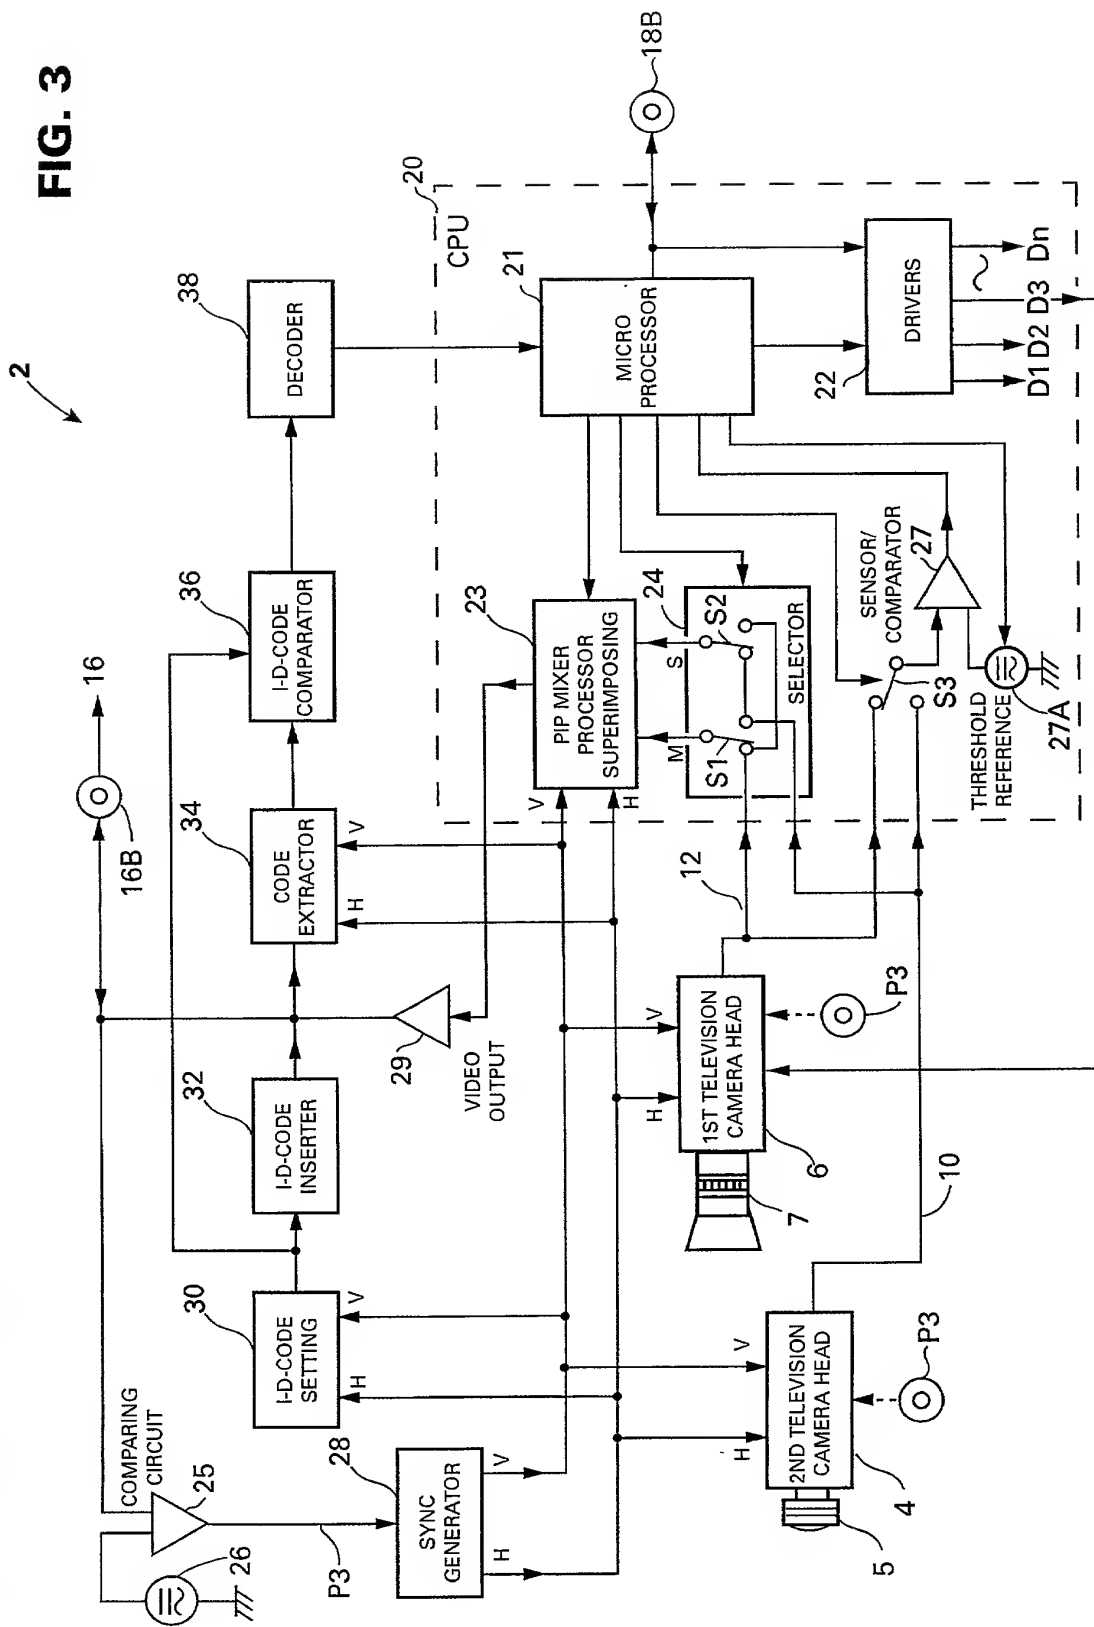 FIG. 3
2
16
16B
COMPARING
CIRCUIT
25
26
P3
28
SYNC
GENERATOR
H
V
30
I-D-CODE
SETTING
H
V
32
I-D-CODE
INSERTER
34
CODE
EXTRACTOR
H
V
36
I-D-CODE
COMPARATOR
38
DECODER
29
VIDEO
OUTPUT
20
CPU
18B
21
MICRO
PROCESSOR
22
DRIVERS
D1
D2
D3
Dn
23
PIP MIXER
PROCESSOR
SUPERIMPOSING
V
H
M
S
24
S1
S2
SELECTOR
SENSOR/
COMPARATOR
27
S3
THRESHOLD
REFERENCE
27A
12
1ST TELEVISION
CAMERA HEAD
H
V
6
7
P3
10
2ND TELEVISION
CAMERA HEAD
H
V
4
5
P3